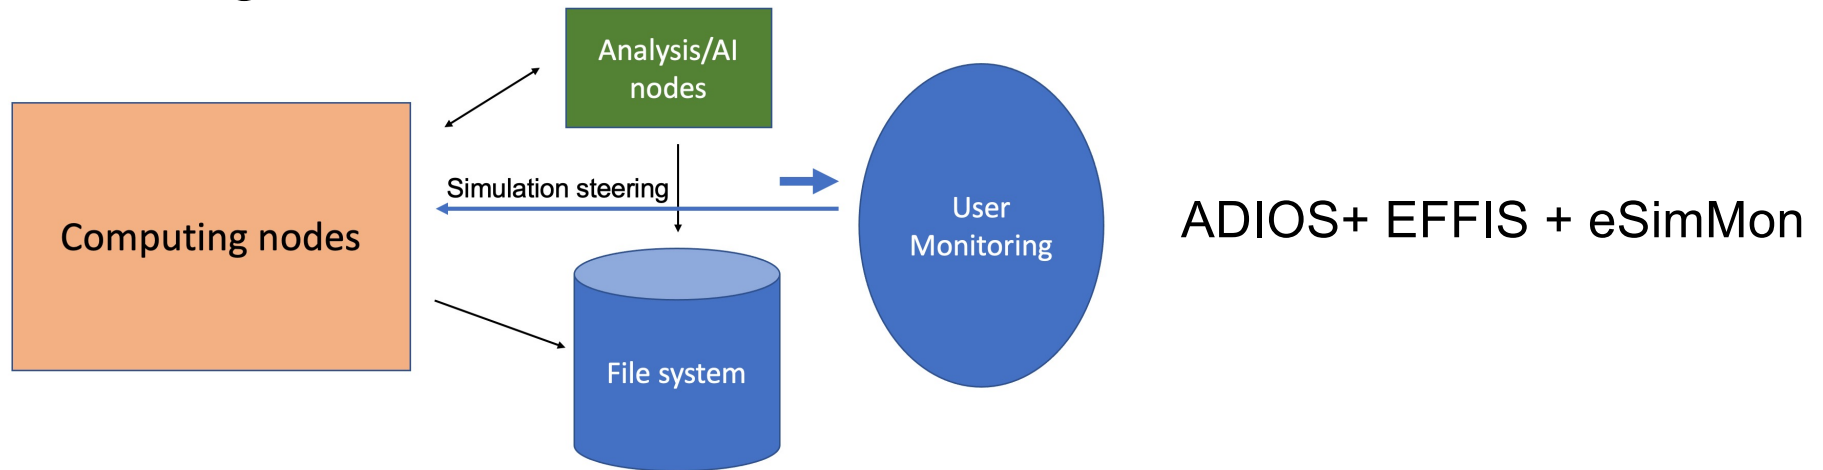 Analysis/AI
nodes
Simulation steering
Computing nodes
User
Monitoring
ADIOS+ EFFIS + eSimMon
File system